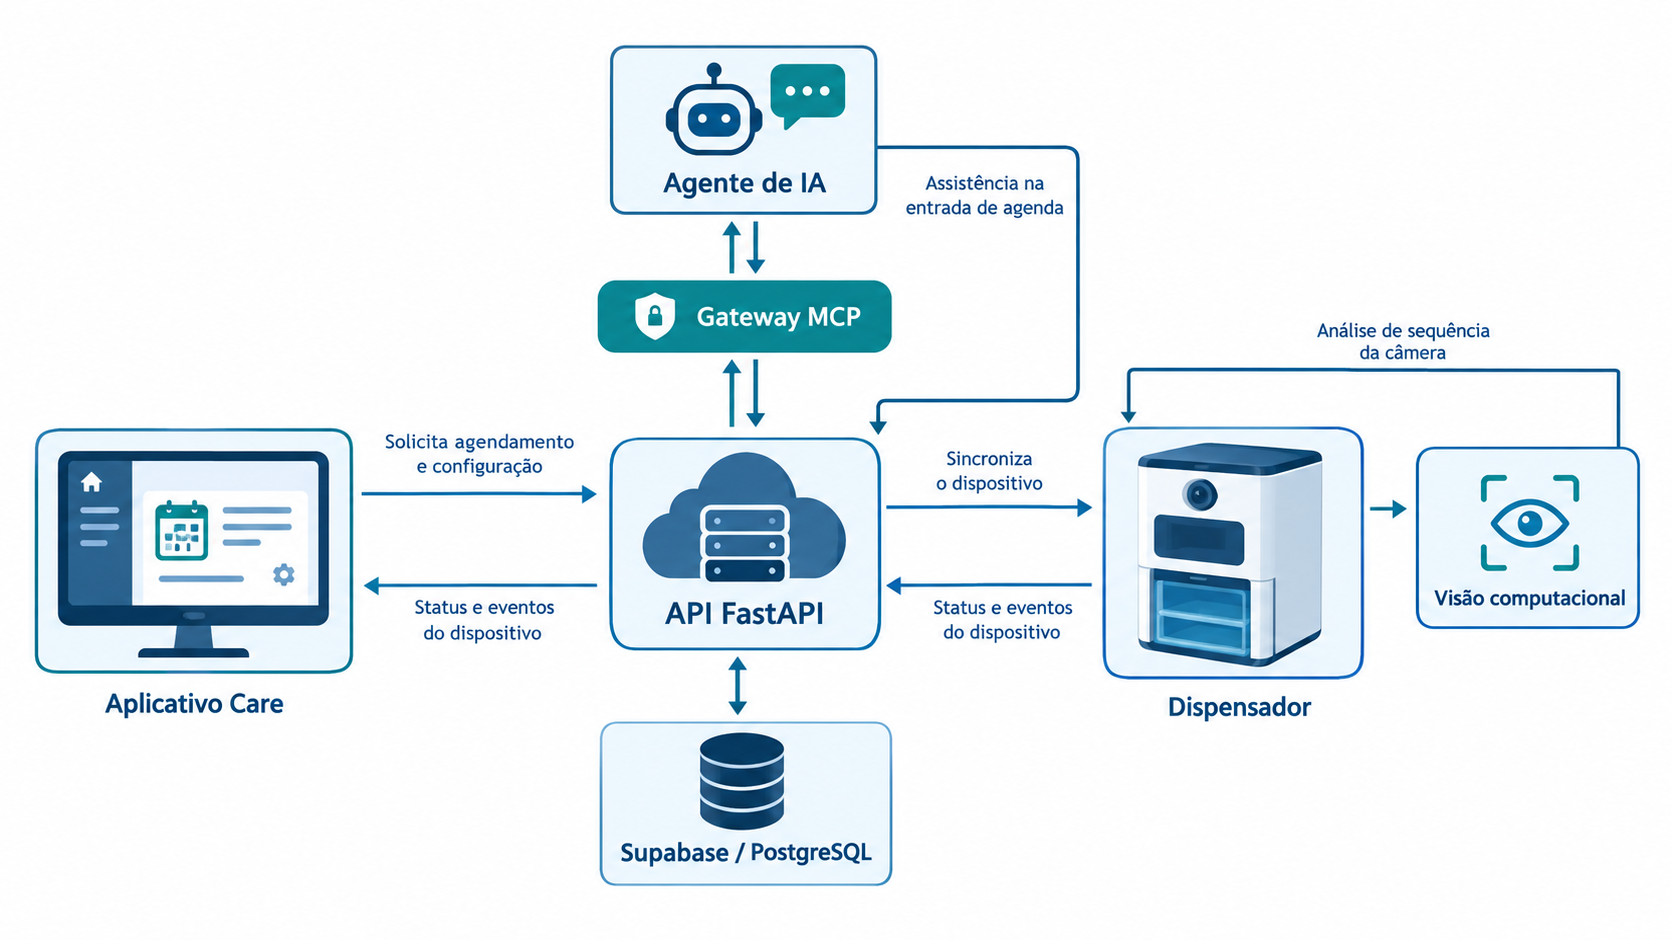 Agente de IA
Assistência na
entrada de agenda
Gateway MCP
Análise de sequência
da câmera
Solicita agendamento
e configuração
Sincroniza
o dispositivo
API FastAPI
Visão computacional
Status e eventos
do dispositivo
Status e eventos
do dispositivo
Aplicativo Care
Dispensador
Supabase / PostgreSQL